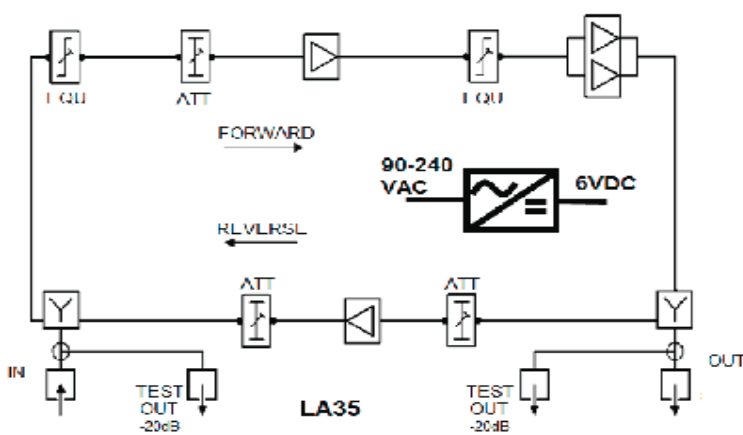 EQU
ATT
EQU
FORWARD
90-240
VAC
6VDC
REVERSE
ATT
ATT
Y
Y
IN
OUT
TEST
OUT
-20dB
LA35
TEST
OUT
-20dB